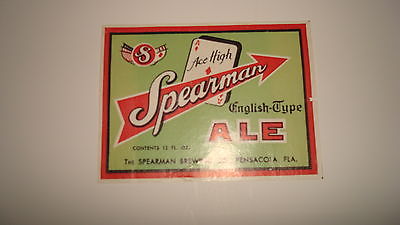 S
Ace High
Spearman
English-Type
ALE
CONTENTS 12 FL. OZ.
THE SPEARMAN BREW PENSACOLA, FLA.